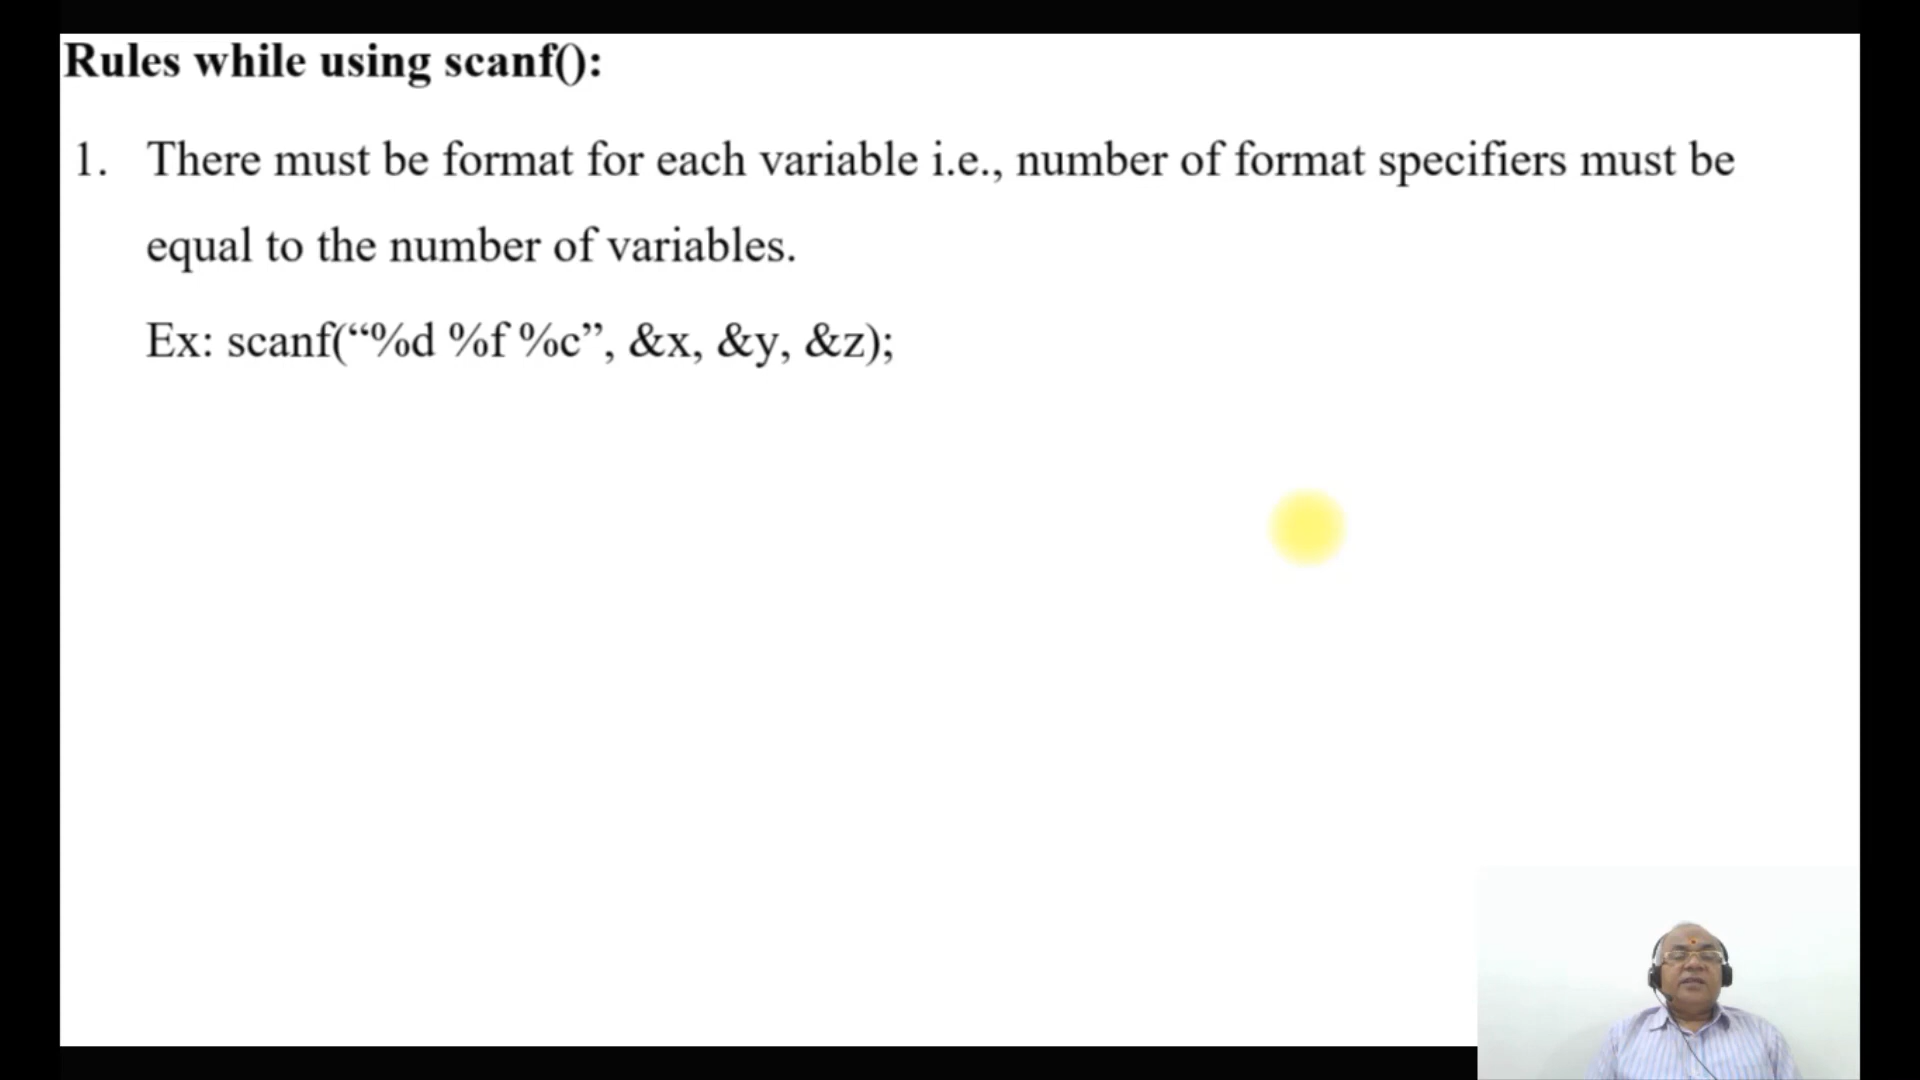 Rules while using scanf():
1. There must be format for each variable i.e., number of format specifiers must be
equal to the number of variables.
Ex: scanf(“%d %f %c”, &x, &y, &z);